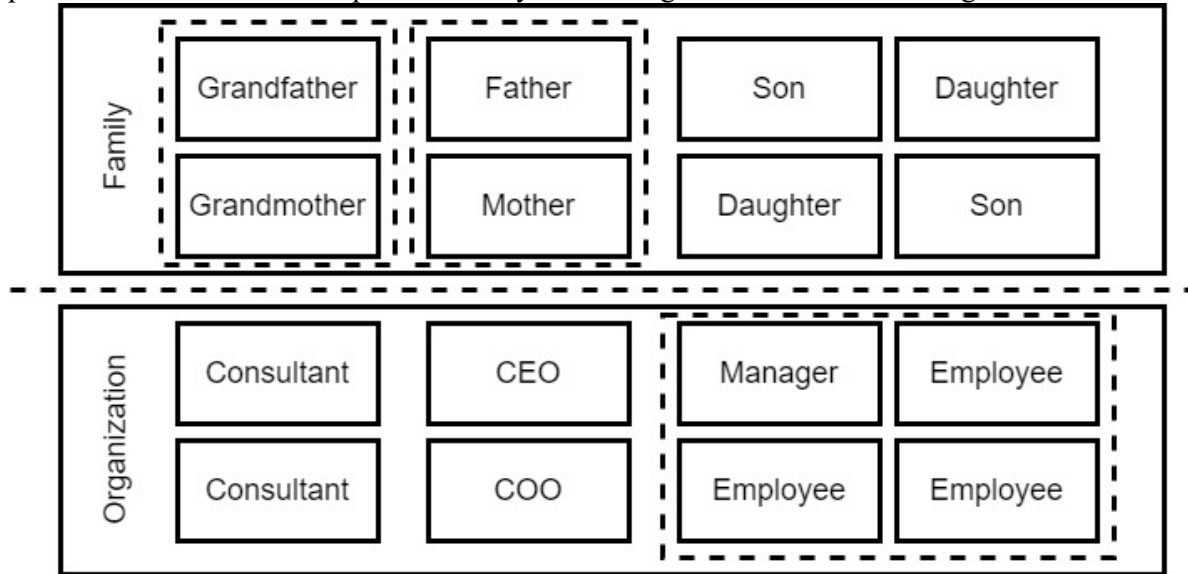 Family
Grandfather Father Son Daughter
Grandmother Mother Daughter Son
Organization
Consultant CEO Manager Employee
Consultant COO Employee Employee